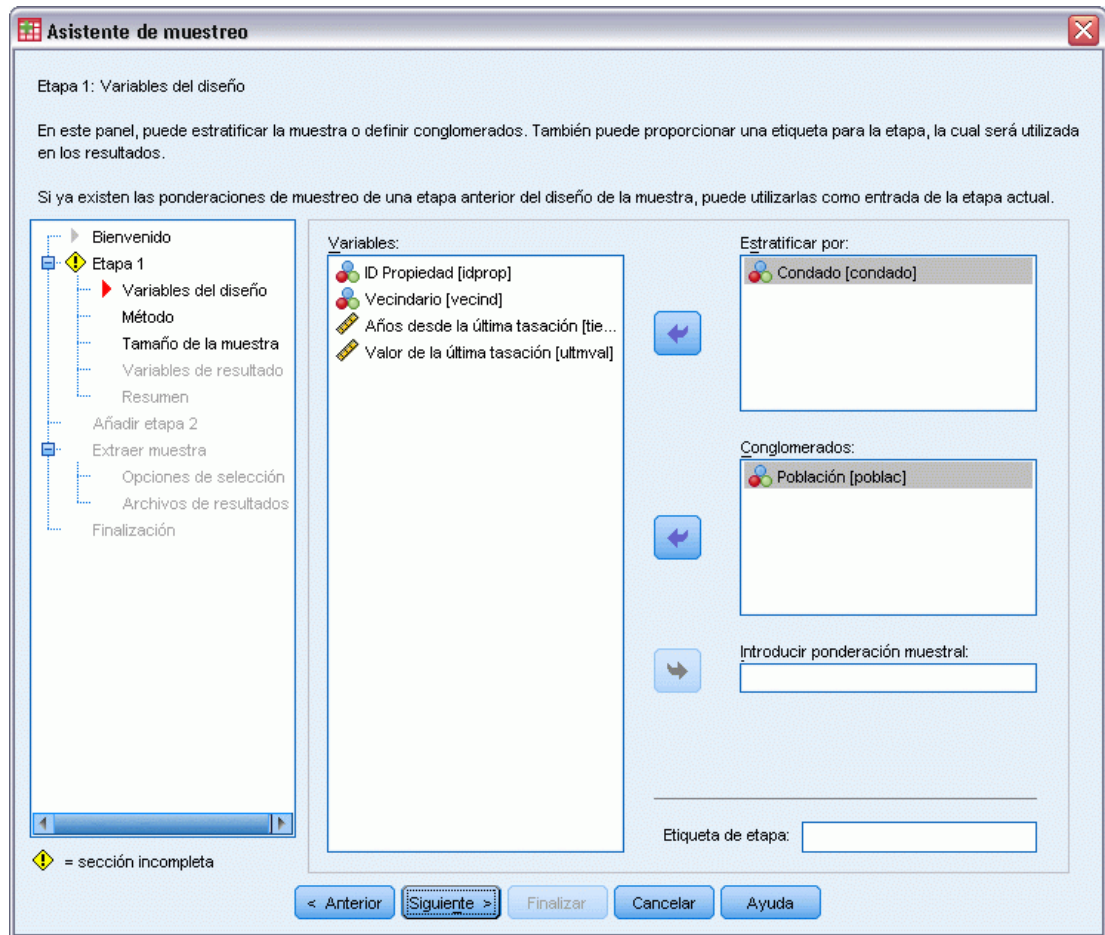 Asistente de muestreo
Etapa 1: Variables del diseño
En este panel, puede estratificar la muestra o definir conglomerados. También puede proporcionar una etiqueta para la etapa, la cual será utilizada
en los resultados.
Si ya existen las ponderaciones de muestreo de una etapa anterior del diseño de la muestra, puede utilizarlas como entrada de la etapa actual.
Bienvenido
Etapa 1
Variables del diseño
Método
Tamaño de la muestra
Variables de resultado
Resumen
Añadir etapa 2
Extraer muestra
Opciones de selección
Archivos de resultados
Finalización
= sección incompleta
Variables:
ID Propiedad [idprop]
Vecindario [vecind]
Años desde la última tasación [tie...
Valor de la última tasación [ultmval]
Estratificar por:
Condado [condado]
Conglomerados:
Población [poblac]
Introducir ponderación muestral:
Etiqueta de etapa:
< Anterior
Siguiente >
Finalizar
Cancelar
Ayuda